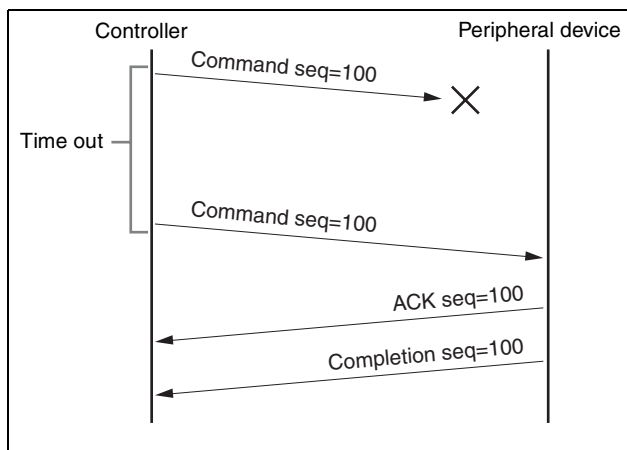 Controller
Peripheral device
Command seq=100
Time out
Command seq=100
ACK seq=100
Completion seq=100